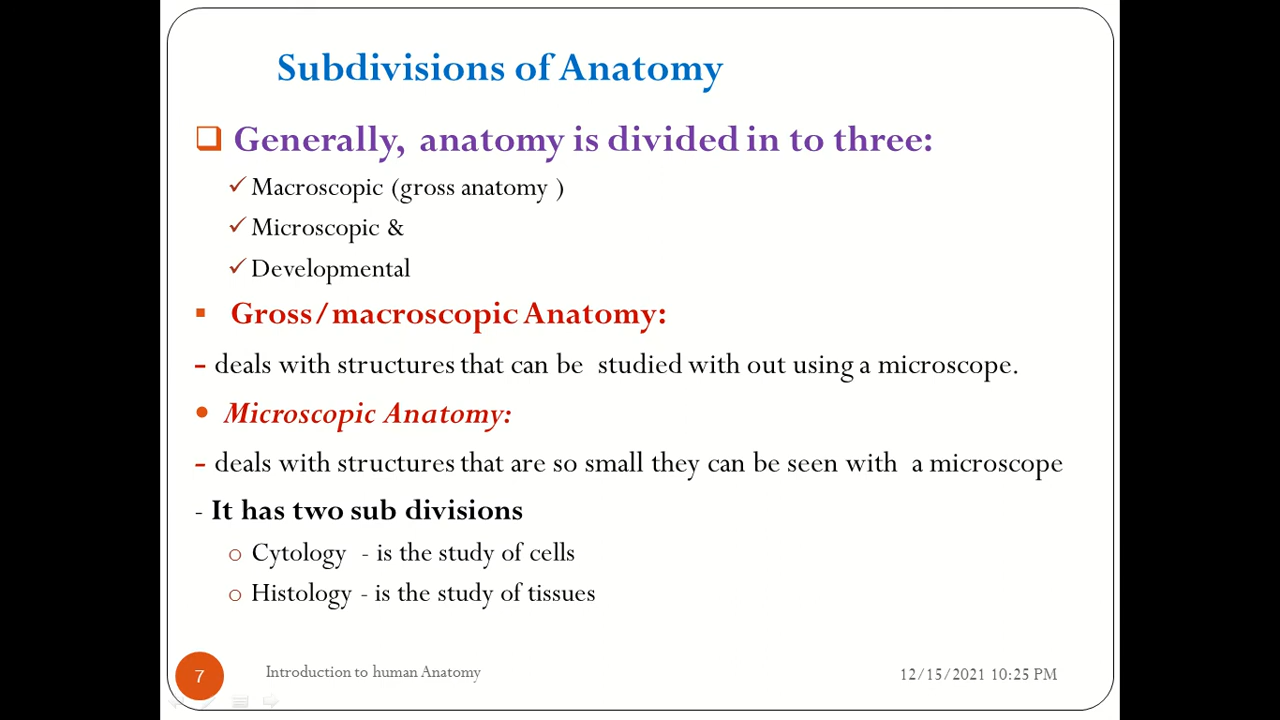 Subdivisions of Anatomy
Generally, anatomy is divided in to three:
Macroscopic (gross anatomy )
Microscopic &
Developmental
Gross/macroscopic Anatomy:
- deals with structures that can be studied with out using a microscope.
Microscopic Anatomy:
- deals with structures that are so small they can be seen with a microscope
- It has two sub divisions
Cytology - is the study of cells
Histology - is the study of tissues
7
Introduction to human Anatomy
12/15/2021 10:25 PM